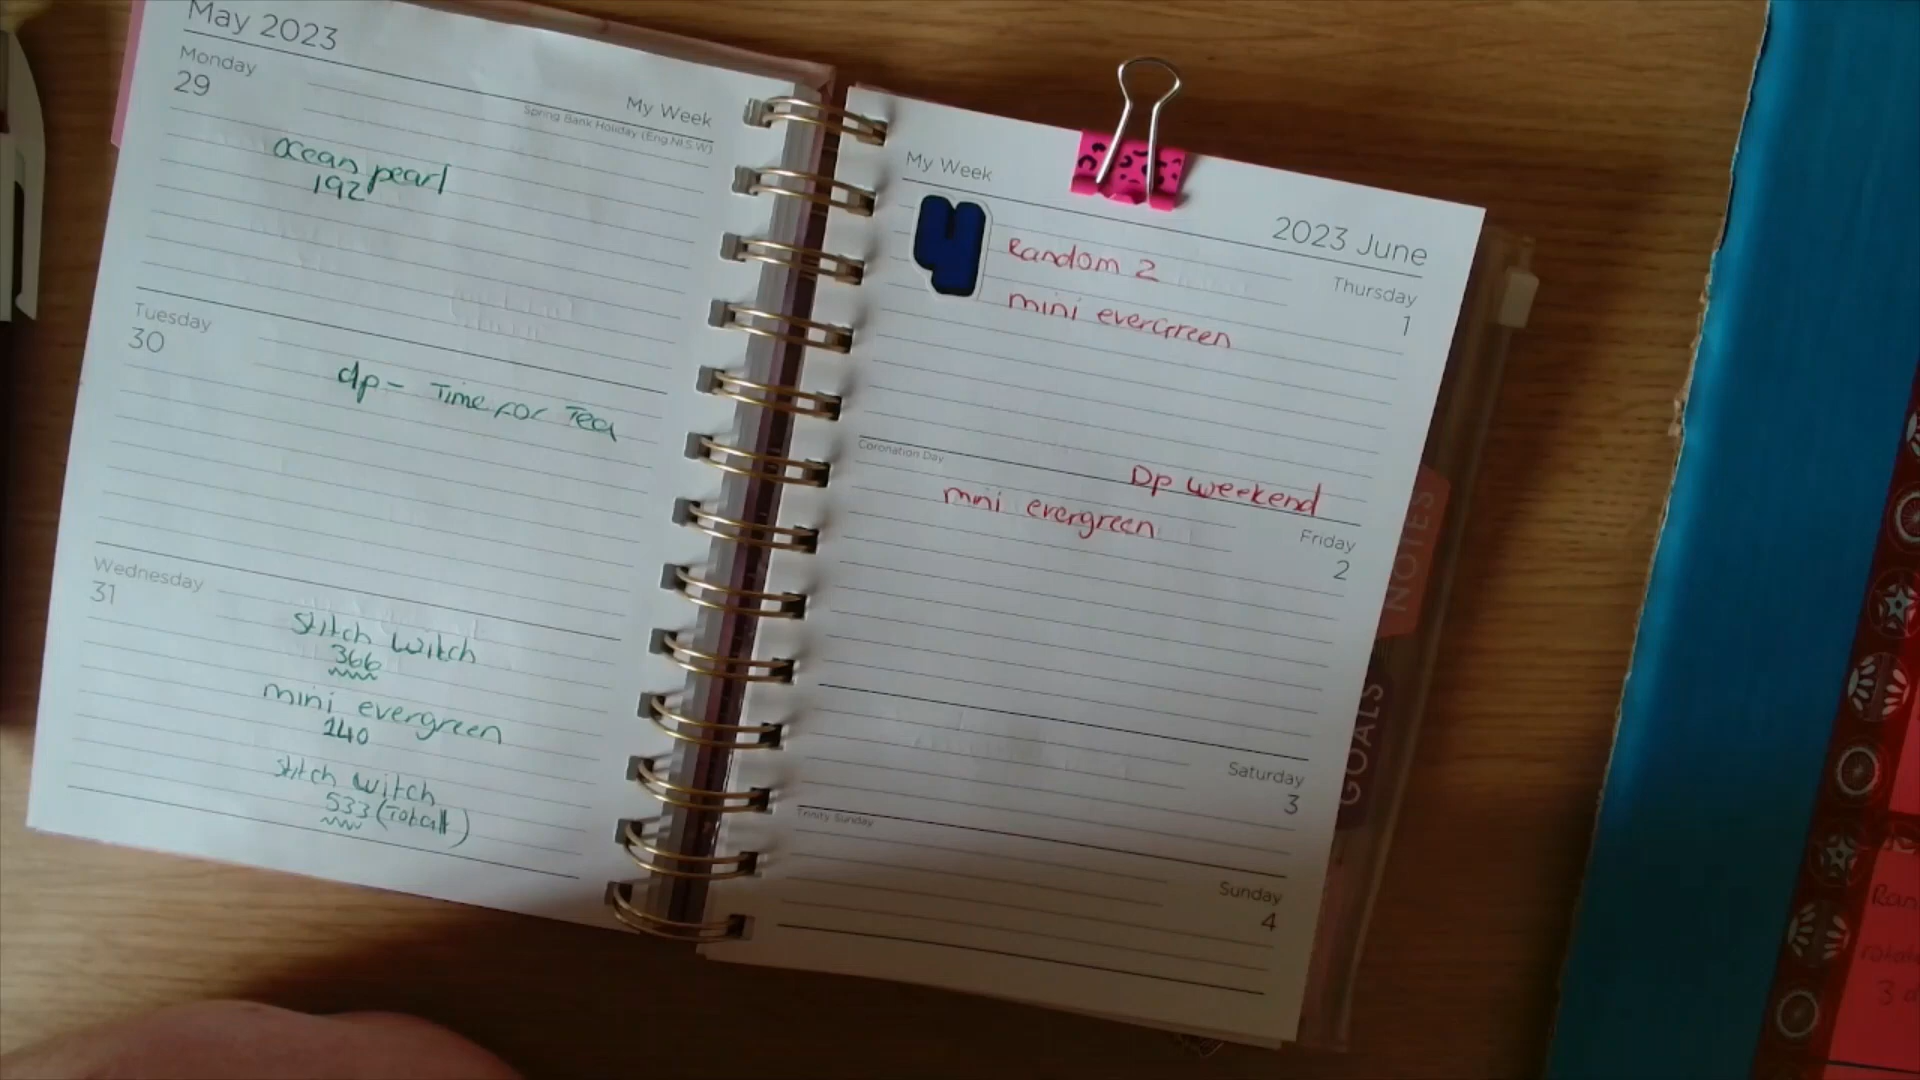 May 2023
Monday
29
My Week
Spring Bank Holiday (Eng,NI,S,W)
ocean pearl
192
Tuesday
30
dp - Time for Tea
Wednesday
31
Stitch Witch
366
mini evergreen
140
stitch witch
533 (Total)
My Week
2023 June
4
Thursday
1
Random 2
mini evergreen
Coronation Day
Dp weekend
mini evergreen
Friday
2
Saturday
3
Trinity Sunday
Sunday
4
NOTES
GOALS
3 d